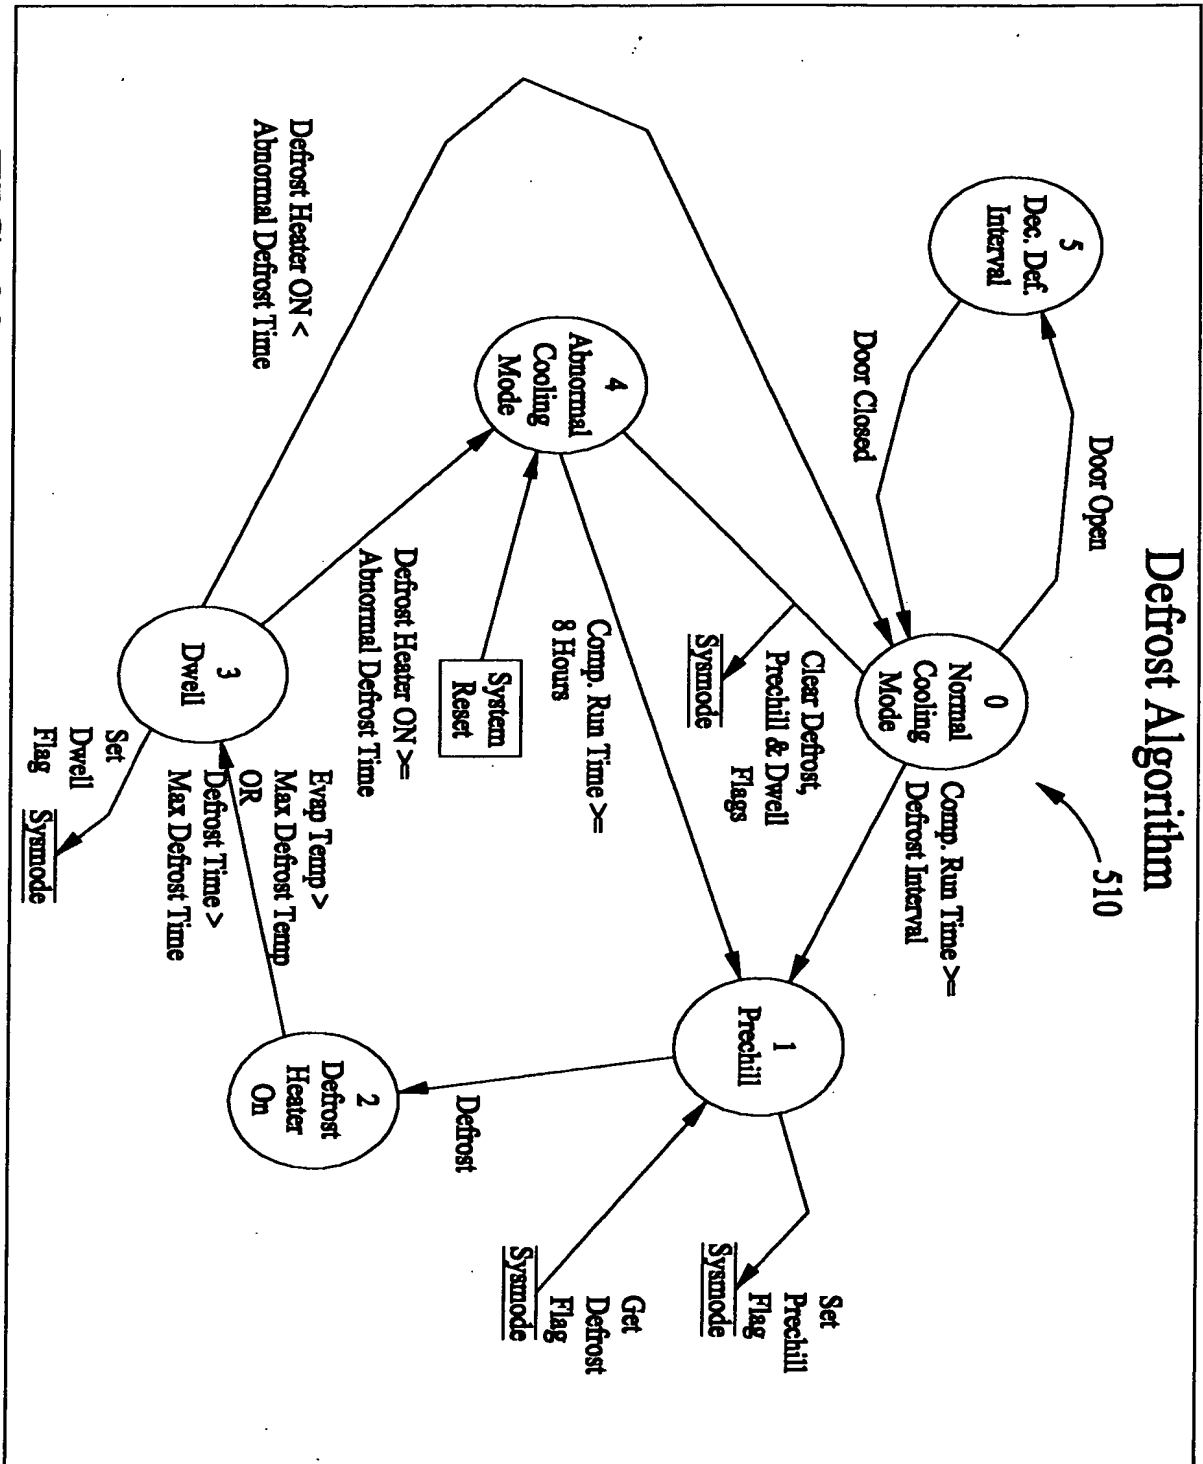 Defrost Algorithm
510
Door Open
5
Dec. Def.
Interval
Door Closed
0
Normal
Cooling
Mode
Comp. Run Time >=
Defrost Interval
Clear Defrost,
Prechill & Dwell
Flags
Sysmode
1
Prechill
Set
Prechill
Flag
Sysmode
Get
Defrost
Flag
Sysmode
4
Abnormal
Cooling
Mode
Comp. Run Time >=
8 Hours
System
Reset
Defrost Heater ON >=
Abnormal Defrost Time
Defrost
2
Defrost
Heater
On
Evap Temp >
Max Defrost Temp
OR
Defrost Time >
Max Defrost Time
Defrost Heater ON <
Abnormal Defrost Time
3
Dwell
Set
Dwell
Flag
Sysmode